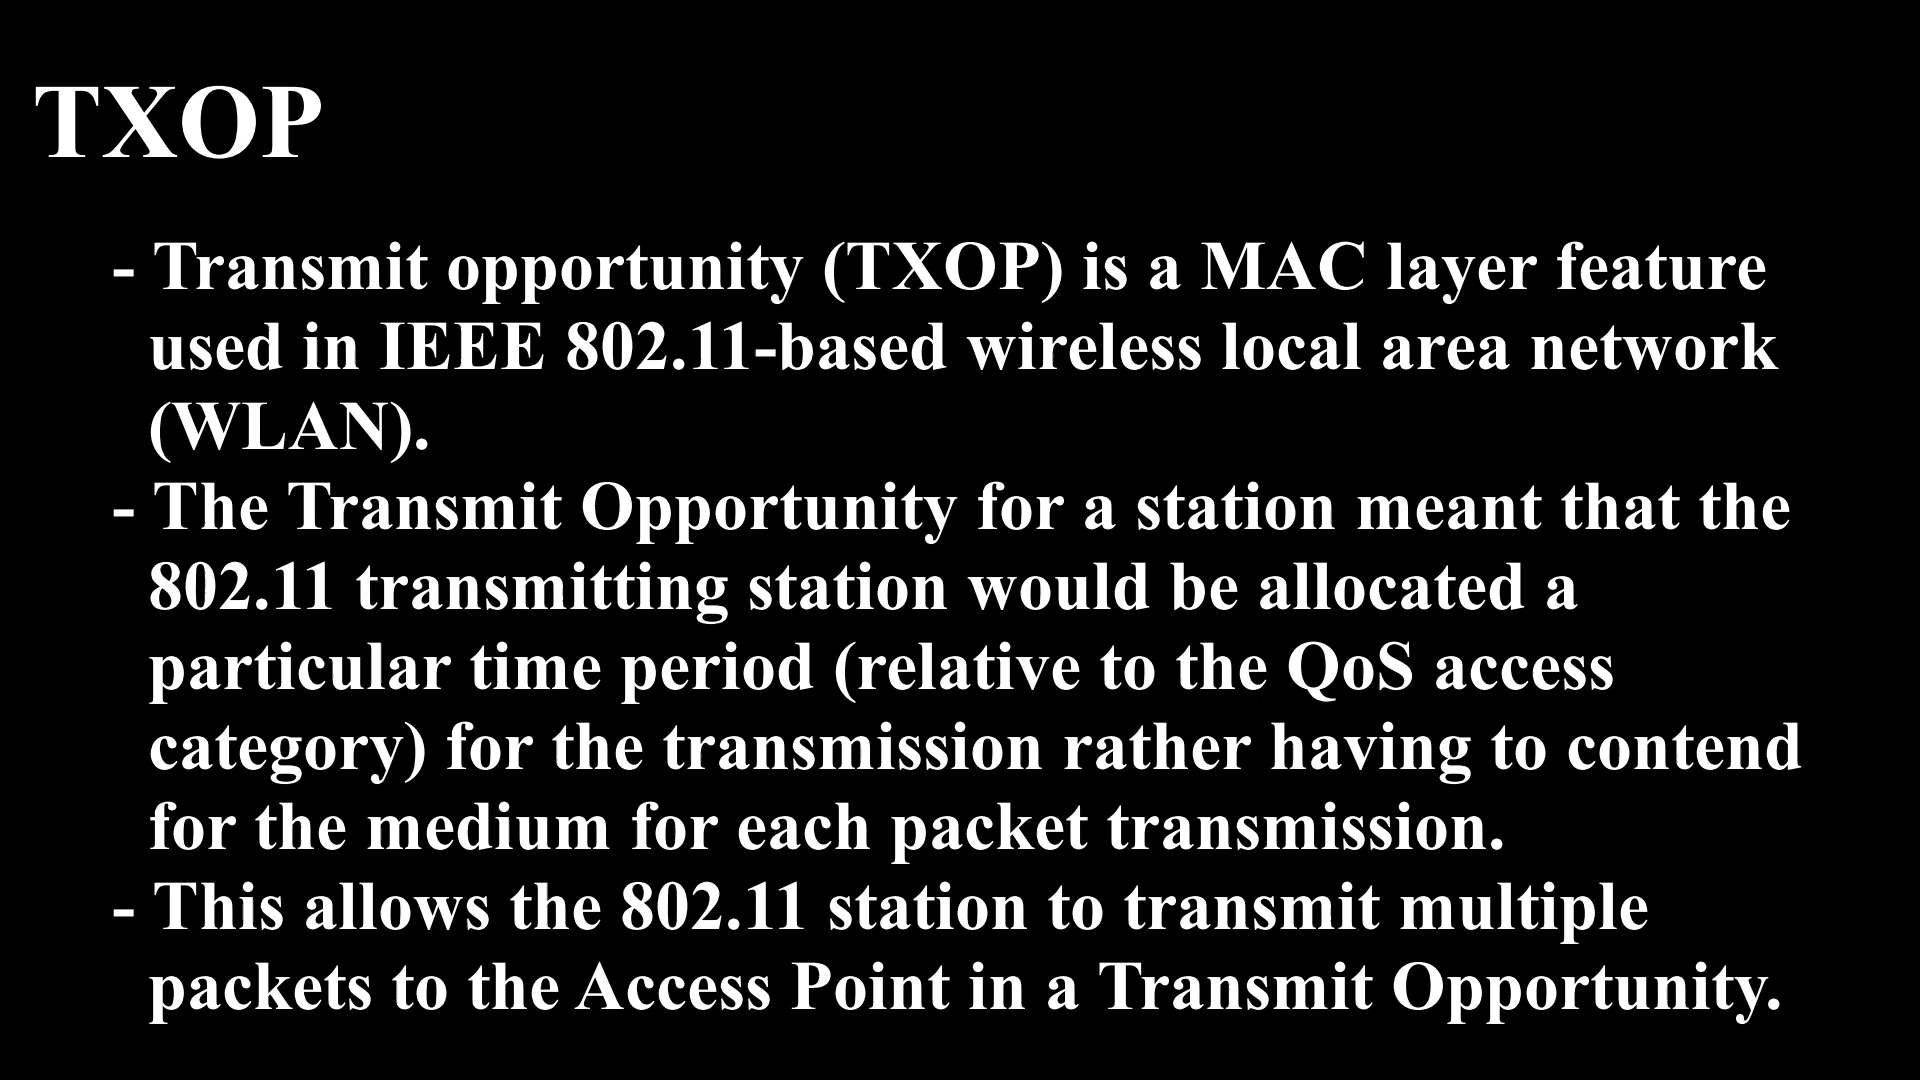 TXOP
- Transmit opportunity (TXOP) is a MAC layer feature
used in IEEE 802.11-based wireless local area network
(WLAN).
- The Transmit Opportunity for a station meant that the
802.11 transmitting station would be allocated a
particular time period (relative to the QoS access
category) for the transmission rather having to contend
for the medium for each packet transmission.
- This allows the 802.11 station to transmit multiple
packets to the Access Point in a Transmit Opportunity.